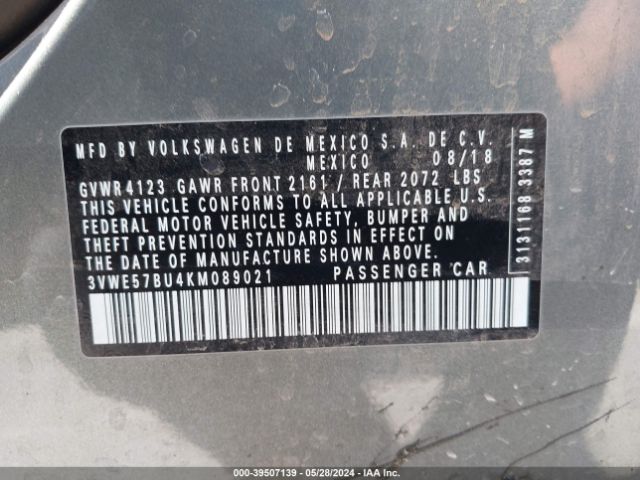 MFD BY VOLKSWAGEN DE MEXICO S.A. DE C.V.
MEXICO 08/18
GVWR 4123 GAWR FRONT 2161 / REAR 2072 LBS
THIS VEHICLE CONFORMS TO ALL APPLICABLE U.S.
FEDERAL MOTOR VEHICLE SAFETY, BUMPER AND
THEFT PREVENTION STANDARDS IN EFFECT ON
THE DATE OF MANUFACTURE SHOWN ABOVE
3VWE57BU4KM089021 PASSENGER CAR
3131168 3387 M
000-39507139 - 05/28/2024 - IAA Inc.